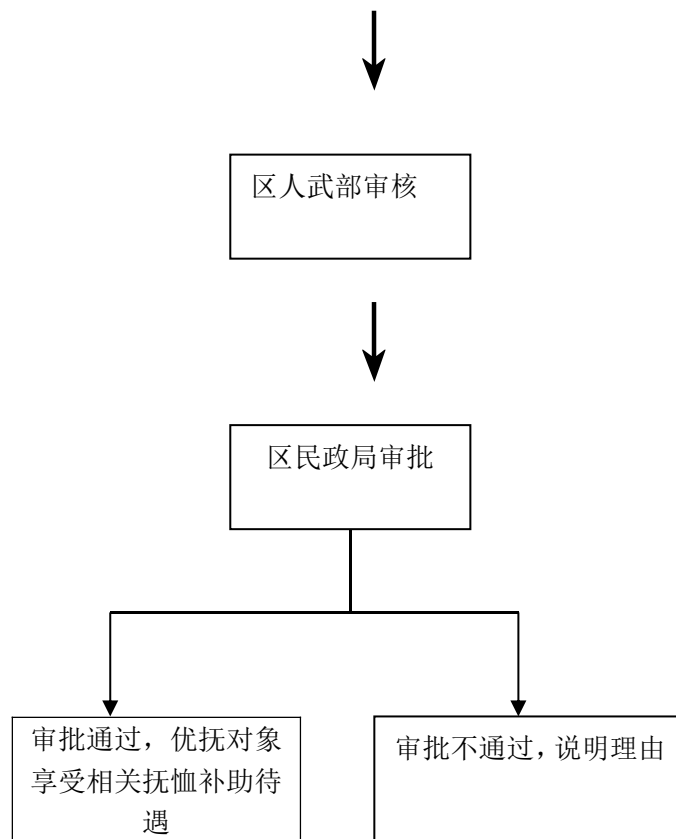 区人武部审核
区民政局审批
审批通过，优抚对象
享受相关抚恤补助待
遇
审批不通过，说明理由